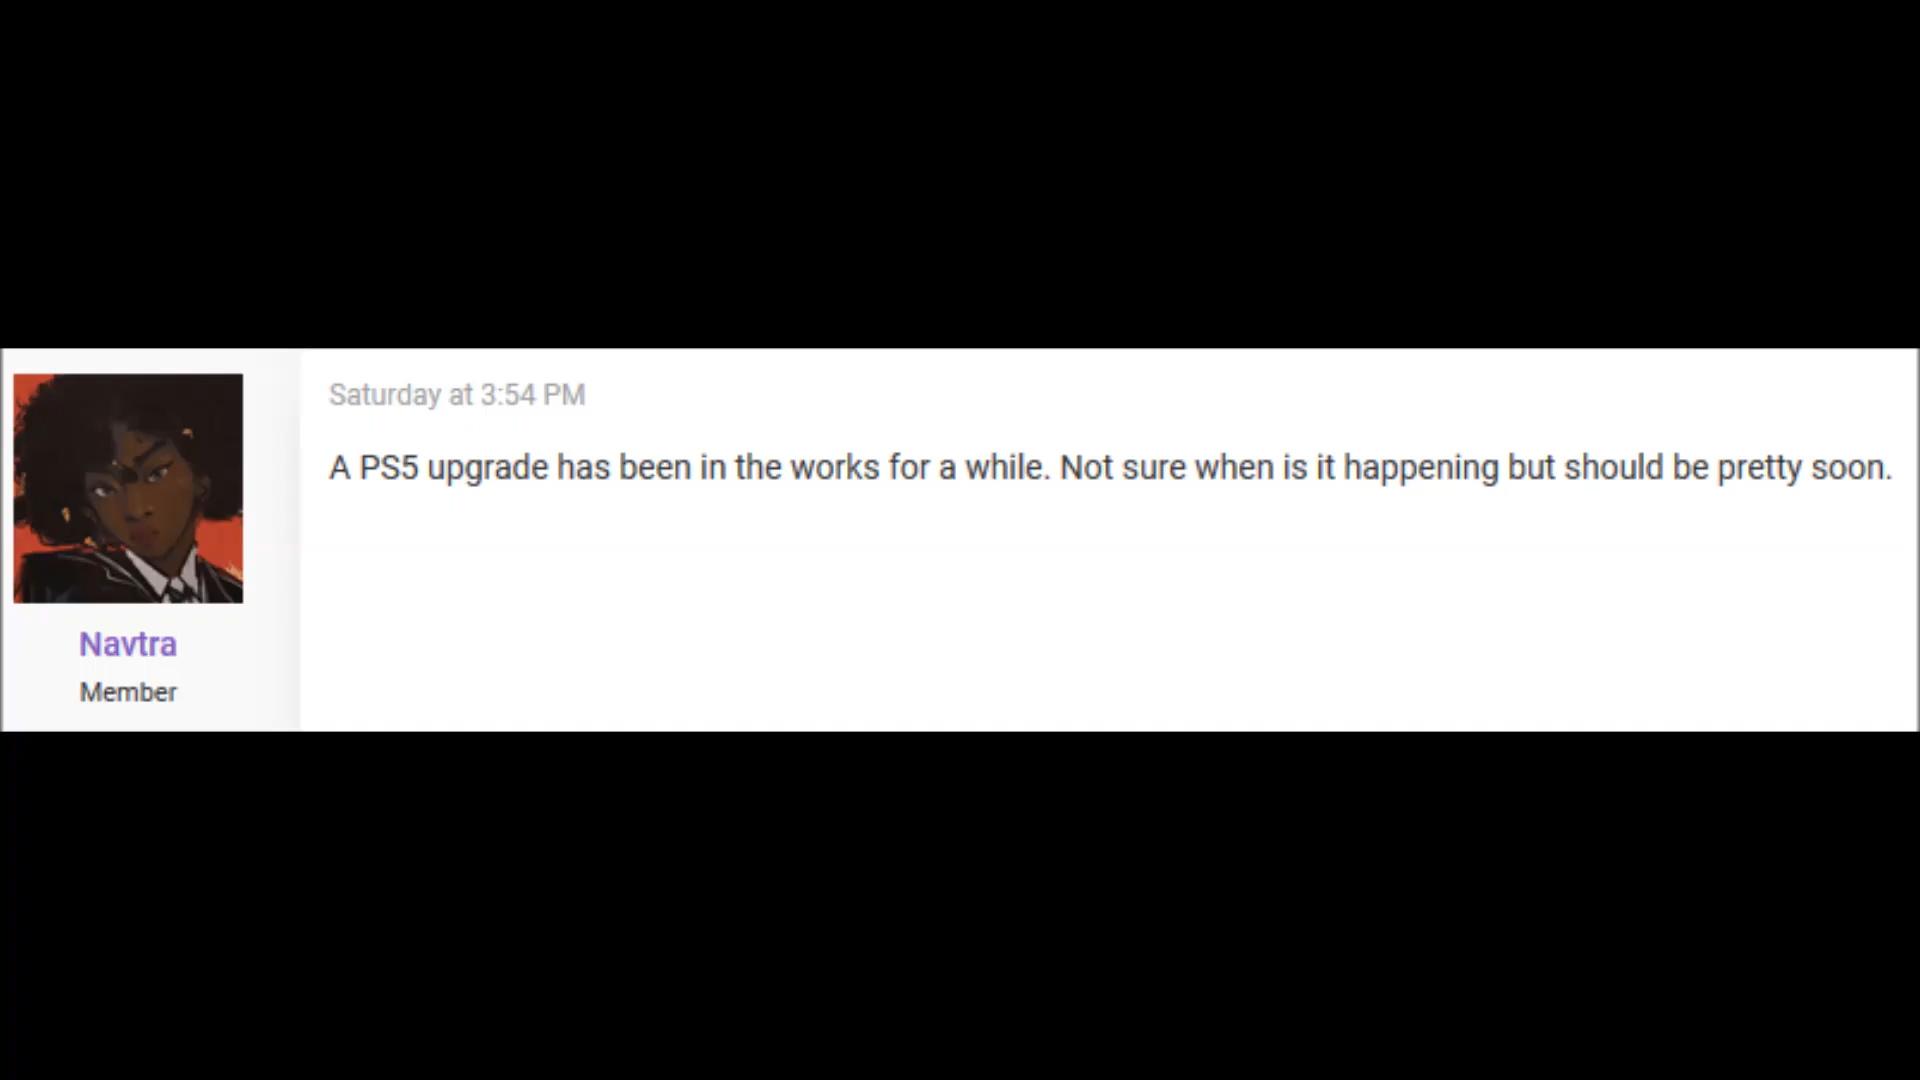 Saturday at 3:54 PM
A PS5 upgrade has been in the works for a while. Not sure when is it happening but should be pretty soon.
Navtra
Member